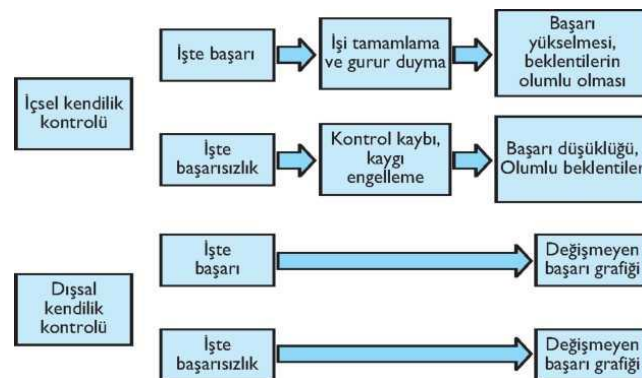 İçsel kendilik
kontrolü
İşte başarı
İşi tamamlama
ve gurur duyma
Başarı
yükselmesi,
beklentilerin
olumlu olması
İşte
başarısızlık
Kontrol kaybı,
kaygı
engelleme
Başarı düşüklüğü,
Olumlu beklentiler
Dışsal
kendilik
kontrolü
İşte
başarı
Değişmeyen
başarı grafiği
İşte
başarısızlık
Değişmeyen
başarı grafiği